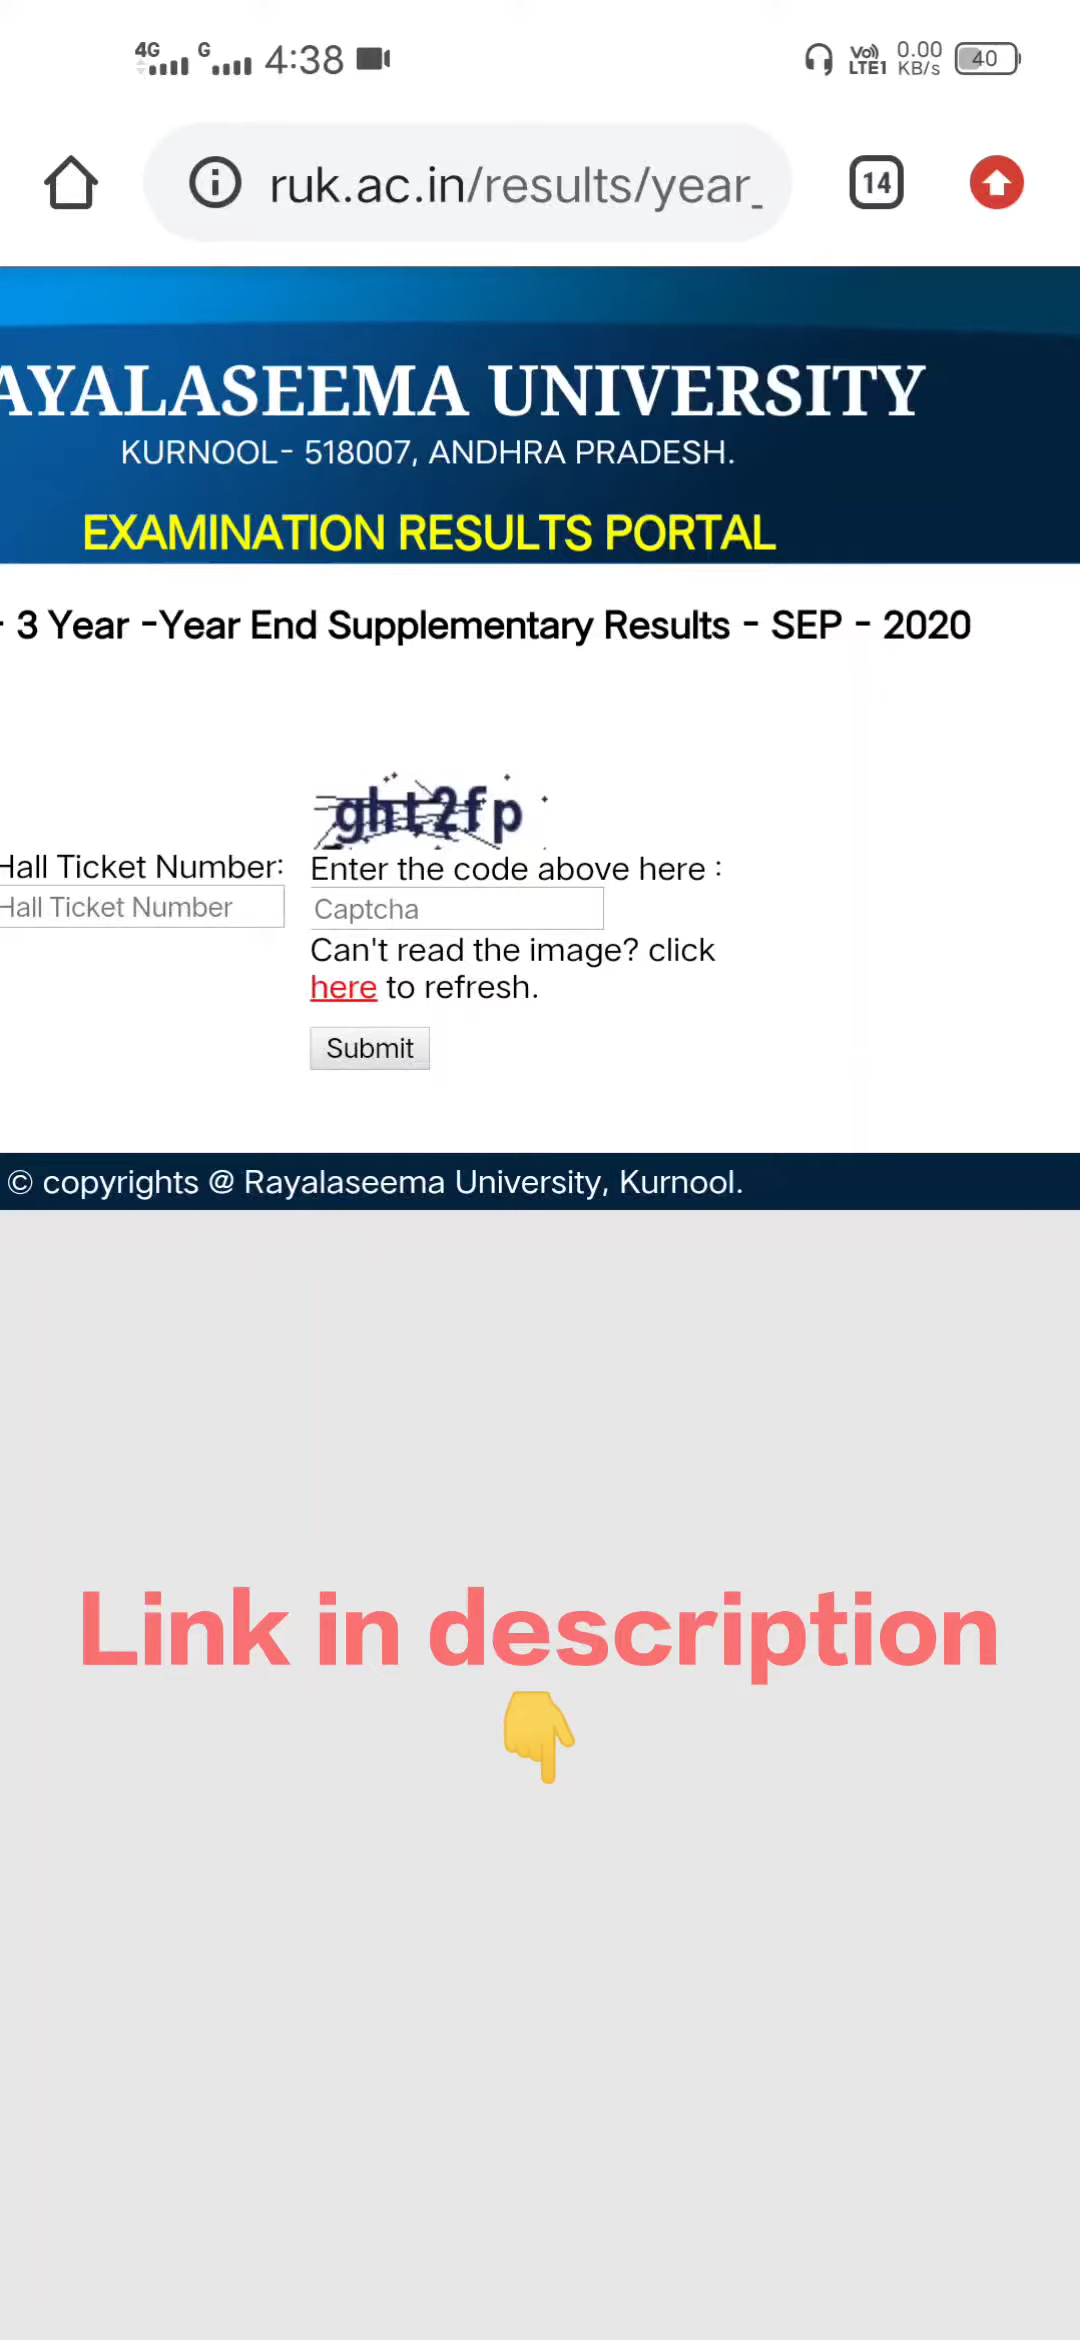 4G G 4:38 Vo) LTE1 0.00 KB/s 40
ruk.ac.in/results/year_ 14
AYALASEEMA UNIVERSITY
KURNOOL- 518007, ANDHRA PRADESH.
EXAMINATION RESULTS PORTAL
- 3 Year -Year End Supplementary Results - SEP - 2020
ght2fp
Hall Ticket Number: Enter the code above here :
Hall Ticket Number Captcha
Can't read the image? click
here to refresh.
Submit
© copyrights @ Rayalaseema University, Kurnool.
Link in description